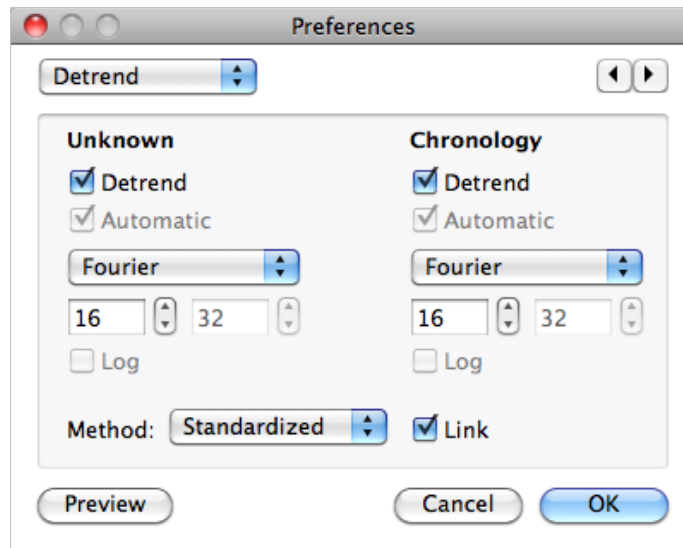 Preferences
Detrend
Unknown Chronology
Detrend Detrend
Automatic Automatic
Fourier Fourier
16 32 16 32
Log Log
Method: Standardized Link
Preview Cancel OK